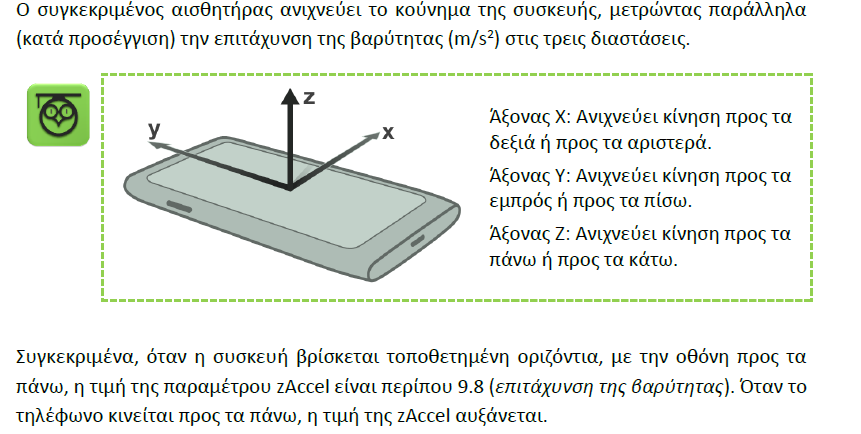 Ο συγκεκριμένος αισθητήρας ανιχνεύει το κούνημα της συσκευής, μετρώντας παράλληλα
(κατά προσέγγιση) την επιτάχυνση της βαρύτητας (m/s²) στις τρεις διαστάσεις.
z
y
x
Άξονας Χ: Ανιχνεύει κίνηση προς τα
δεξιά ή προς τα αριστερά.
Άξονας Υ: Ανιχνεύει κίνηση προς τα
εμπρός ή προς τα πίσω.
Άξονας Ζ: Ανιχνεύει κίνηση προς τα
πάνω ή προς τα κάτω.
Συγκεκριμένα, όταν η συσκευή βρίσκεται τοποθετημένη οριζόντια, με την οθόνη προς τα
πάνω, η τιμή της παραμέτρου zAccel είναι περίπου 9.8 (επιτάχυνση της βαρύτητας). Όταν το
τηλέφωνο κινείται προς τα πάνω, η τιμή της zAccel αυξάνεται.